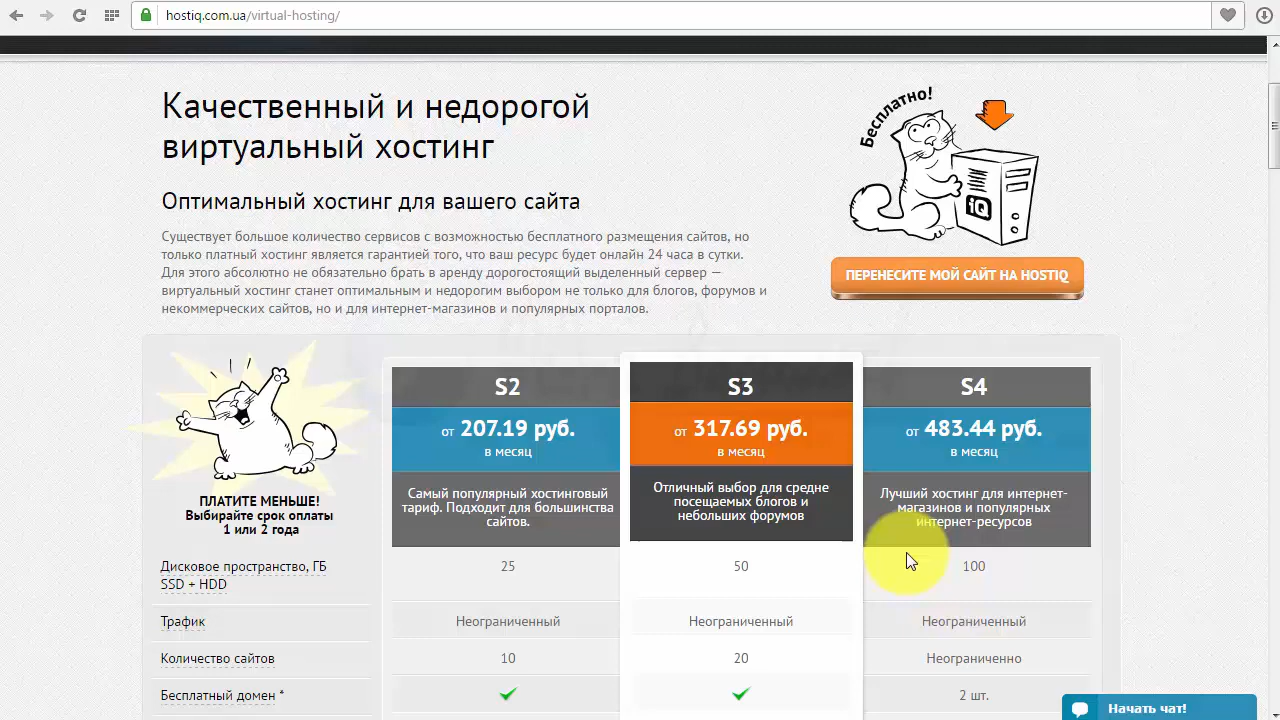 hostiq.com.ua/virtual-hosting/
Качественный и недорогой
виртуальный хостинг
Бесплатно!
iQ
Оптимальный хостинг для вашего сайта
Существует большое количество сервисов с возможностью бесплатного размещения сайтов, но
только платный хостинг является гарантией того, что ваш ресурс будет онлайн 24 часа в сутки.
Для этого абсолютно не обязательно брать в аренду дорогостоящий выделенный сервер —
виртуальный хостинг станет оптимальным и недорогим выбором не только для блогов, форумов и
некоммерческих сайтов, но и для интернет-магазинов и популярных порталов.
ПЕРЕНЕСИТЕ МОЙ САЙТ НА HOSTIQ
ПЛАТИТЕ МЕНЬШЕ!
Выбирайте срок оплаты
1 или 2 года
S2
от 207.19 руб.
в месяц
Самый популярный хостинговый
тариф. Подходит для большинства
сайтов.
S3
от 317.69 руб.
в месяц
Отличный выбор для средне
посещаемых блогов и
небольших форумов
S4
от 483.44 руб.
в месяц
Лучший хостинг для интернет-
магазинов и популярных
интернет-ресурсов
Дисковое пространство, ГБ
SSD + HDD
25
50
100
Трафик
Неограниченный
Неограниченный
Неограниченный
Количество сайтов
10
20
Неограниченно
Бесплатный домен *
2 шт.
Начать чат!